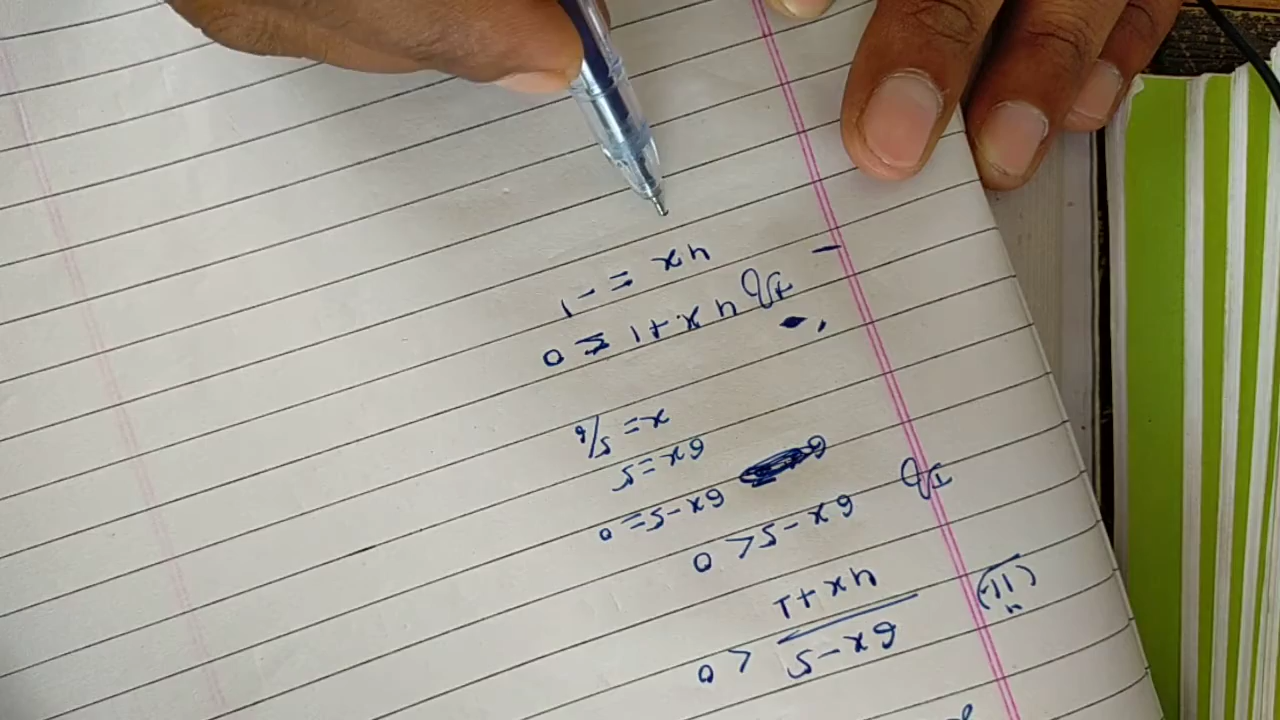 (ii) 6x-5
4x+1 > 0
If 6x-5 > 0
6x-5=0
6x=5
x=5/6
If 4x+1 0
4x = -1